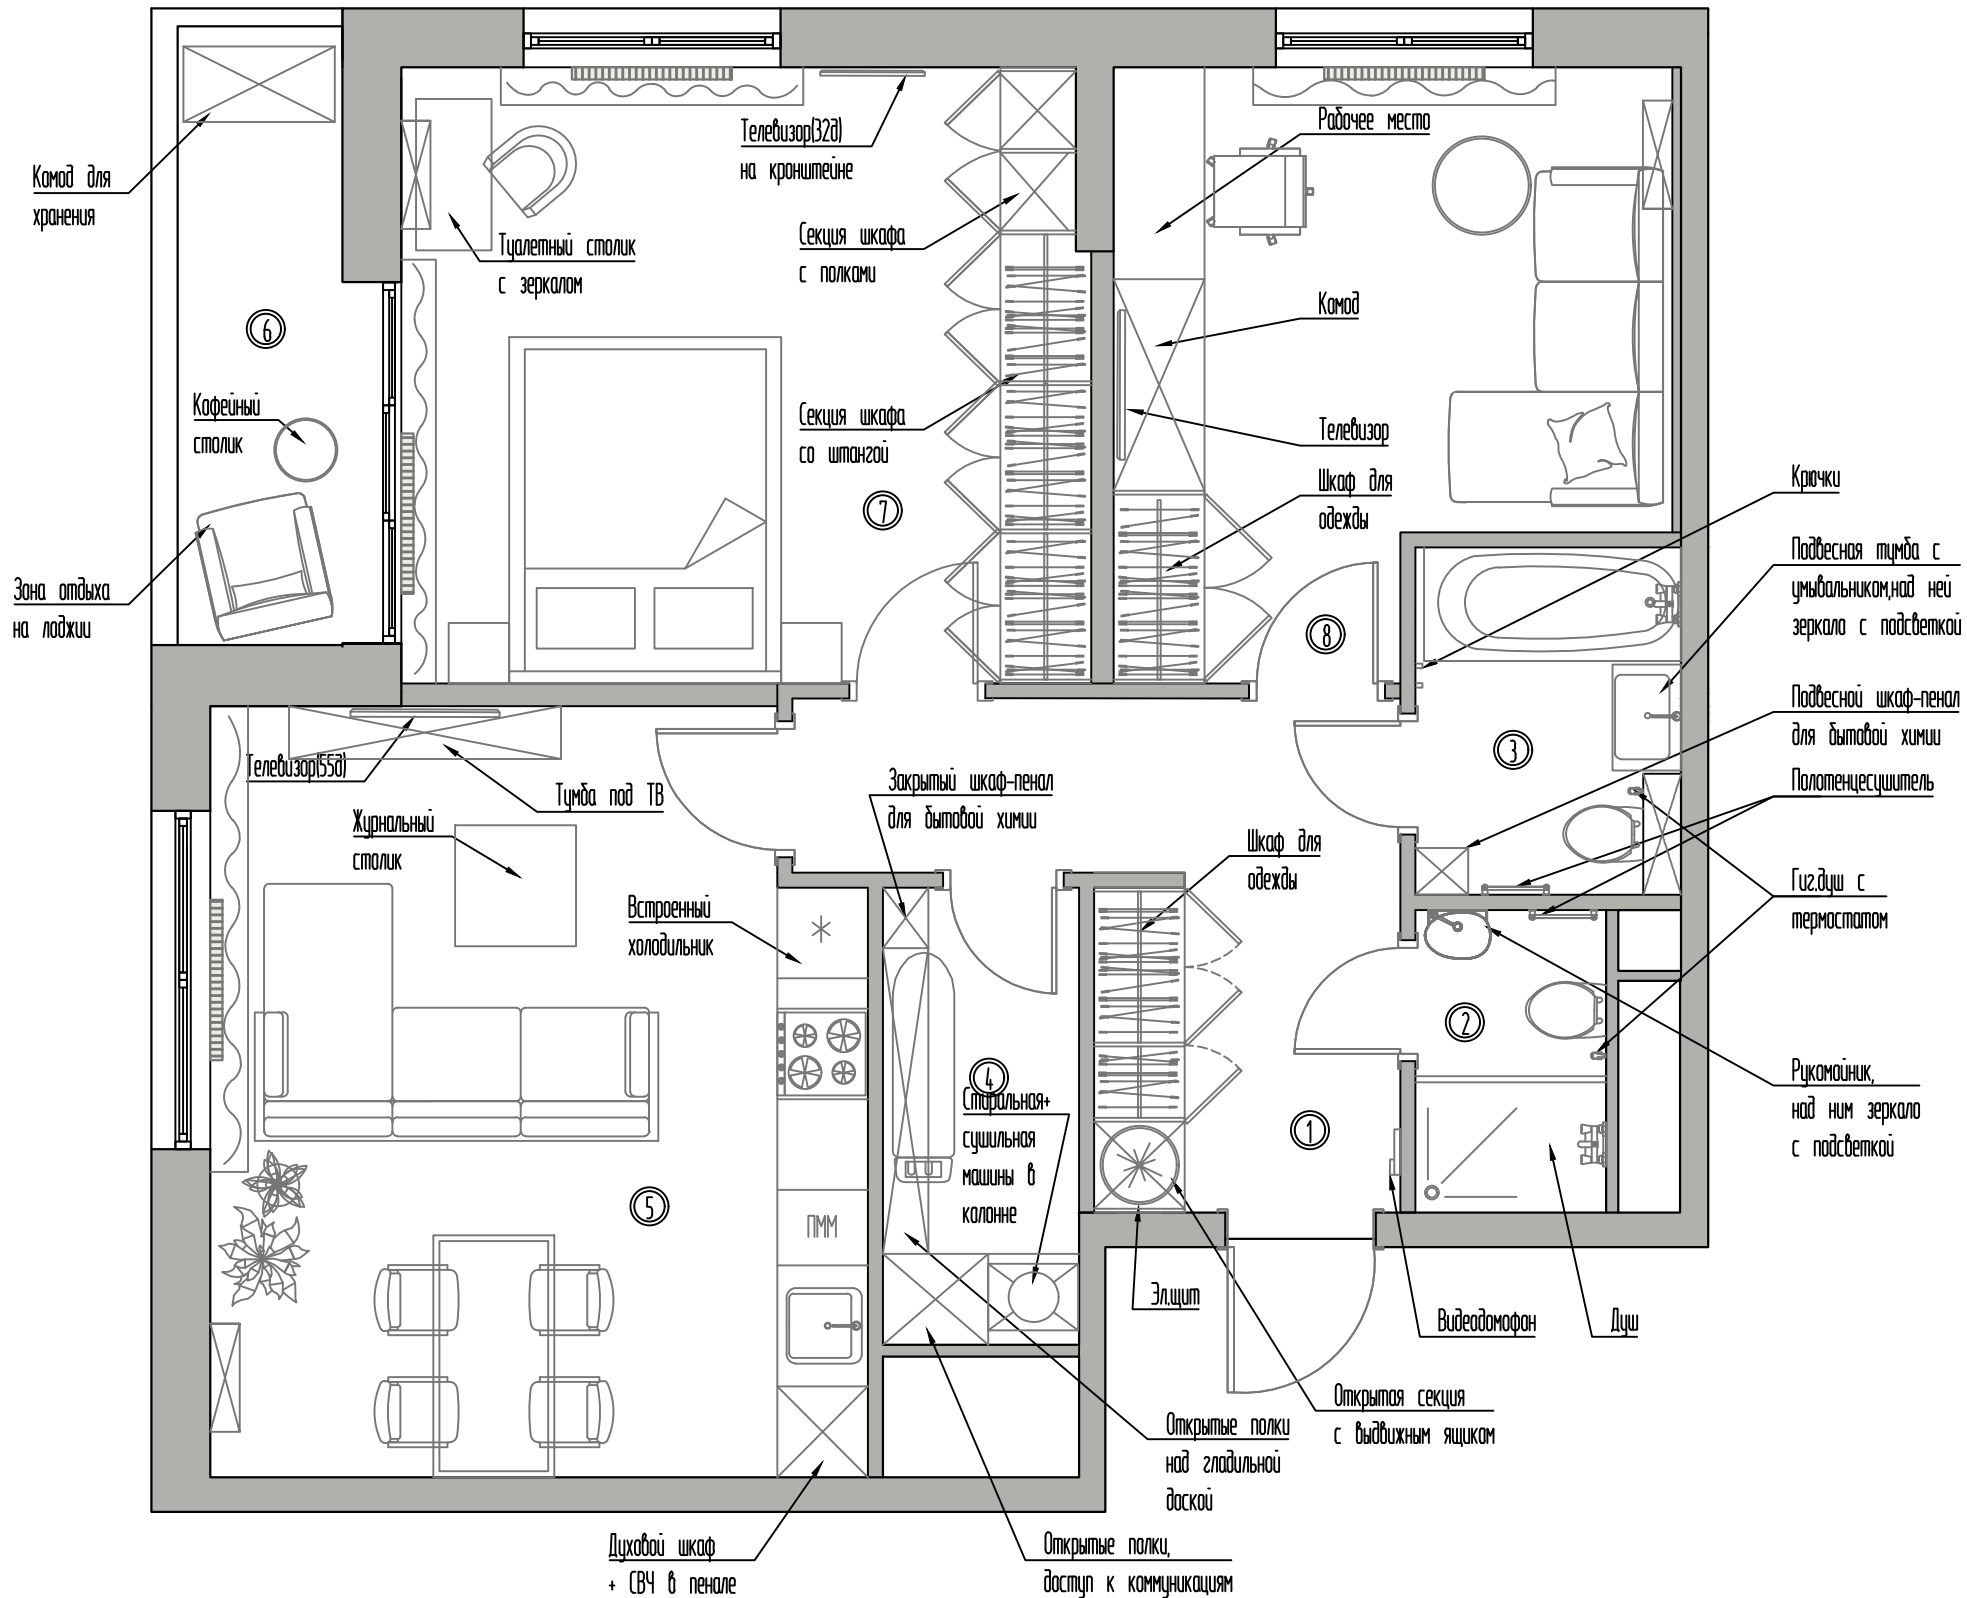 Телевизор(32д)
на кронштейне
Рабочее место
Комод для
хранения
Туалетный столик
с зеркалом
Секция шкафа
с полками
6
Комод
Кафейный
столик
Секция шкафа
со штангой
7
Телевизор
Шкаф для
одежды
Крючки
Подвесная тумба с
умывальником,над ней
зеркало с подсветкой
Зона отдыха
на лоджии
8
Подвесной шкаф-пенал
для бытовой химии
3
Телевизор(55д)
Тумба под ТВ
Закрытый шкаф-пенал
для бытовой химии
Полотенцесушитель
Журнальный
столик
Шкаф для
одежды
Гиг.душ с
термостатом
Встроенный
холодильник
2
4
Стиральная+
сушильная
машины в
колонне
1
Рукомойник,
над ним зеркало
с подсветкой
5
ПММ
Эл.щит
Видеодомофон
Душ
Открытая секция
с выдвижным ящикам
Открытые полки
над гладильной
доской
Духовой шкаф
+ СВЧ в пенале
Открытые полки,
доступ к коммуникациям